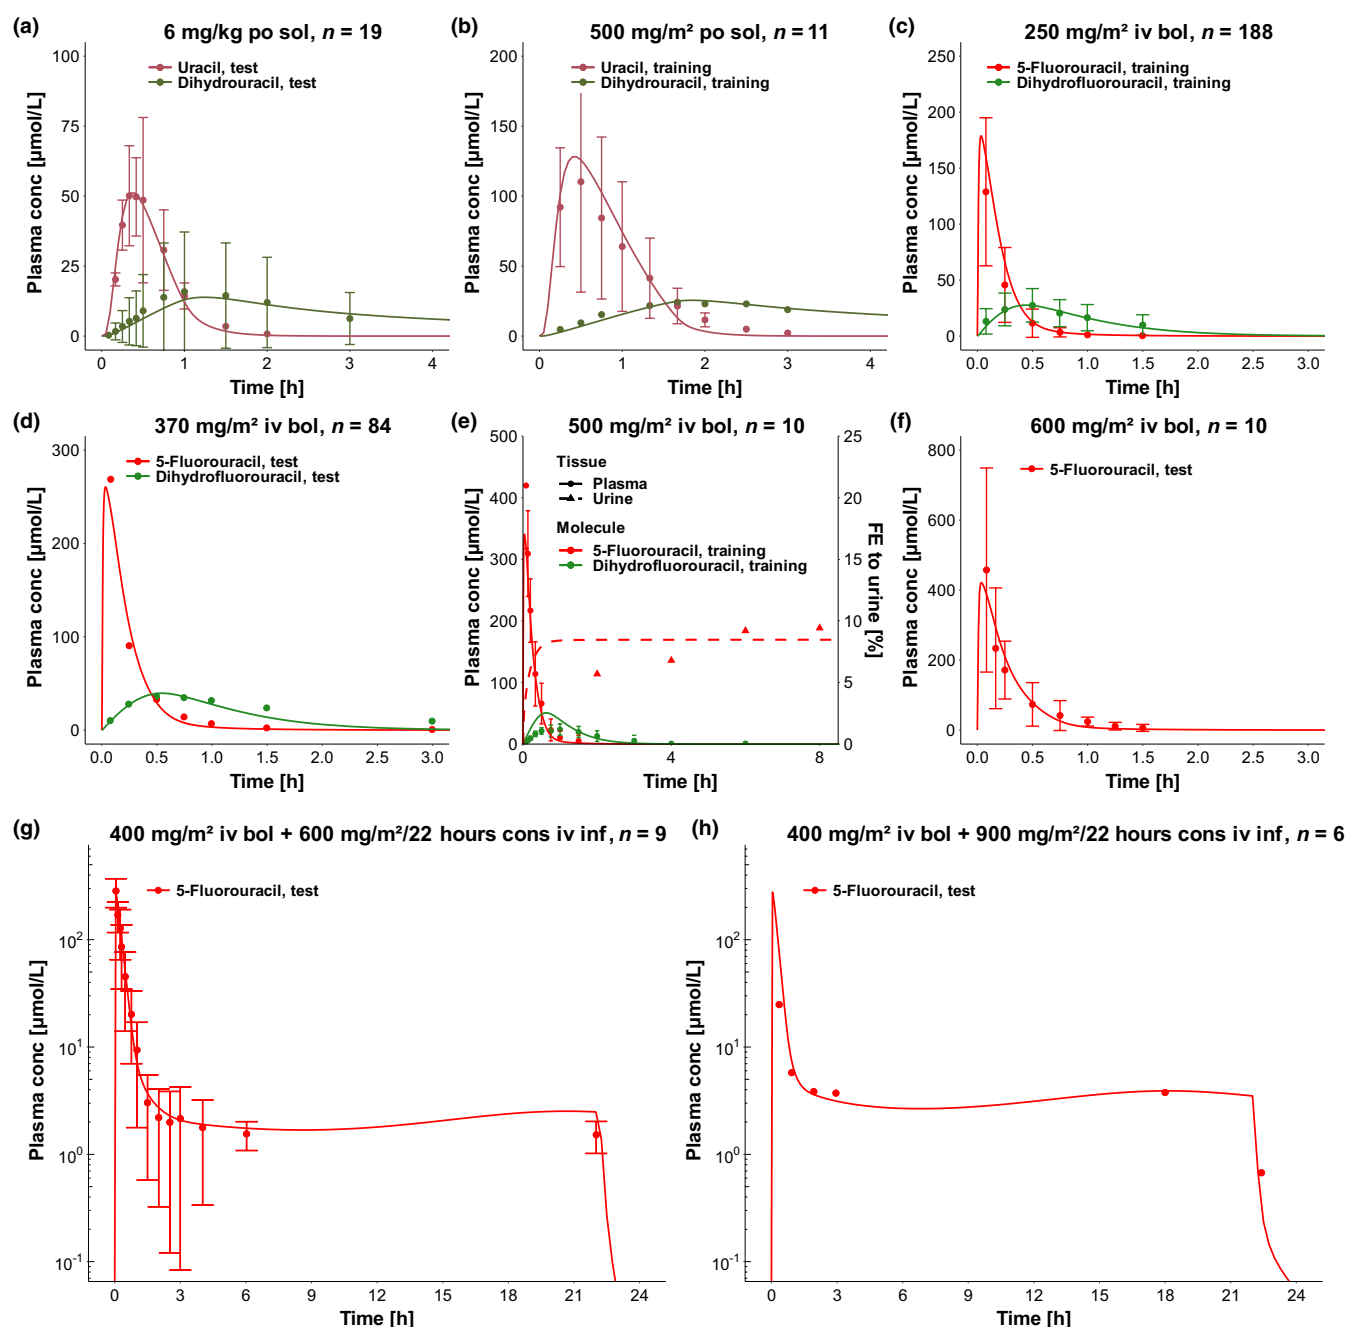 (a)
6 mg/kg po sol, n = 19
Uracil, test
Dihydrouracil, test
Plasma conc [µmol/L]
100
75
50
25
0
0 1 2 3 4
Time [h]
(b)
500 mg/m² po sol, n = 11
Uracil, training
Dihydrouracil, training
Plasma conc [µmol/L]
200
150
100
50
0
0 1 2 3 4
Time [h]
(c)
250 mg/m² iv bol, n = 188
5-Fluorouracil, training
Dihydrofluorouracil, training
Plasma conc [µmol/L]
250
200
150
100
50
0
0.0 0.5 1.0 1.5 2.0 2.5 3.0
Time [h]
(d)
370 mg/m² iv bol, n = 84
5-Fluorouracil, test
Dihydrofluorouracil, test
Plasma conc [µmol/L]
300
200
100
0
0.0 0.5 1.0 1.5 2.0 2.5 3.0
Time [h]
(e)
500 mg/m² iv bol, n = 10
Tissue
Plasma
Urine
Molecule
5-Fluorouracil, training
Dihydrofluorouracil, training
Plasma conc [µmol/L]
500
400
300
200
100
0
0 4 8
Time [h]
25
20
15
10
5
0
FE to urine [%]
(f)
600 mg/m² iv bol, n = 10
5-Fluorouracil, test
Plasma conc [µmol/L]
800
600
400
200
0
0.0 0.5 1.0 1.5 2.0 2.5 3.0
Time [h]
(g)
400 mg/m² iv bol + 600 mg/m²/22 hours cons iv inf, n = 9
5-Fluorouracil, test
Plasma conc [µmol/L]
10²
10¹
10⁰
10⁻¹
0 3 6 9 12 15 18 21 24
Time [h]
(h)
400 mg/m² iv bol + 900 mg/m²/22 hours cons iv inf, n = 6
5-Fluorouracil, test
Plasma conc [µmol/L]
10²
10¹
10⁰
10⁻¹
0 3 6 9 12 15 18 21 24
Time [h]